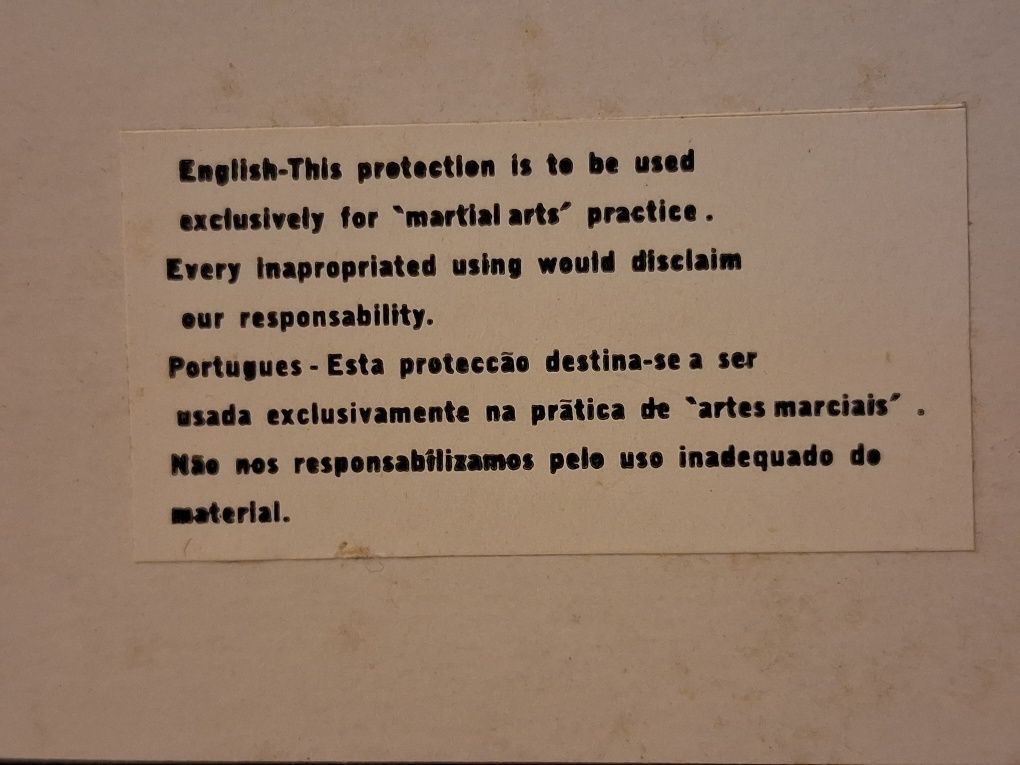 English-This protection is to be used
exclusively for `martial arts´ practice .
Every inapropriated using would disclaim
our responsability.
Portugues - Esta proteccão destina-se a ser
usada exclusivamente na prãtica de `artes marciais´ .
Não nos responsabilizamos pelo uso inadequado do
material.